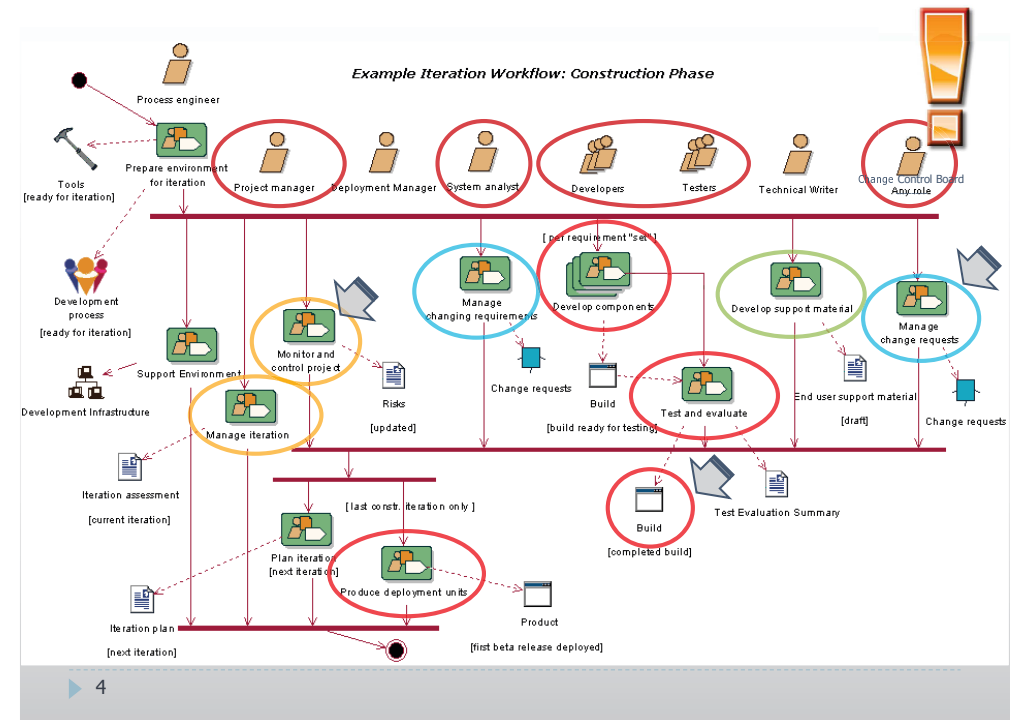 Example Iteration Workflow: Construction Phase
Process engineer
Prepare environment
for iteration
Tools
[ready for iteration]
Project manager
Deployment Manager
System analyst
Developers
Testers
Technical Writer
Change Control Board
Any role
Development
process
[ready for iteration]
Support Environment
Development Infrastructure
Monitor and
control project
Risks
[updated]
Manage iteration
Iteration assessment
[current iteration]
Manage
changing requirements
Change requests
[ per requirement "set" ]
Develop components
Build
[build ready for testing]
Test and evaluate
Develop support material
End user support material
[draft]
Manage
change requests
Change requests
Build
[completed build]
Test Evaluation Summary
[ last constr. iteration only ]
Plan iteration
[next iteration]
Produce deployment units
Iteration plan
[next iteration]
Product
[first beta release deployed]
4